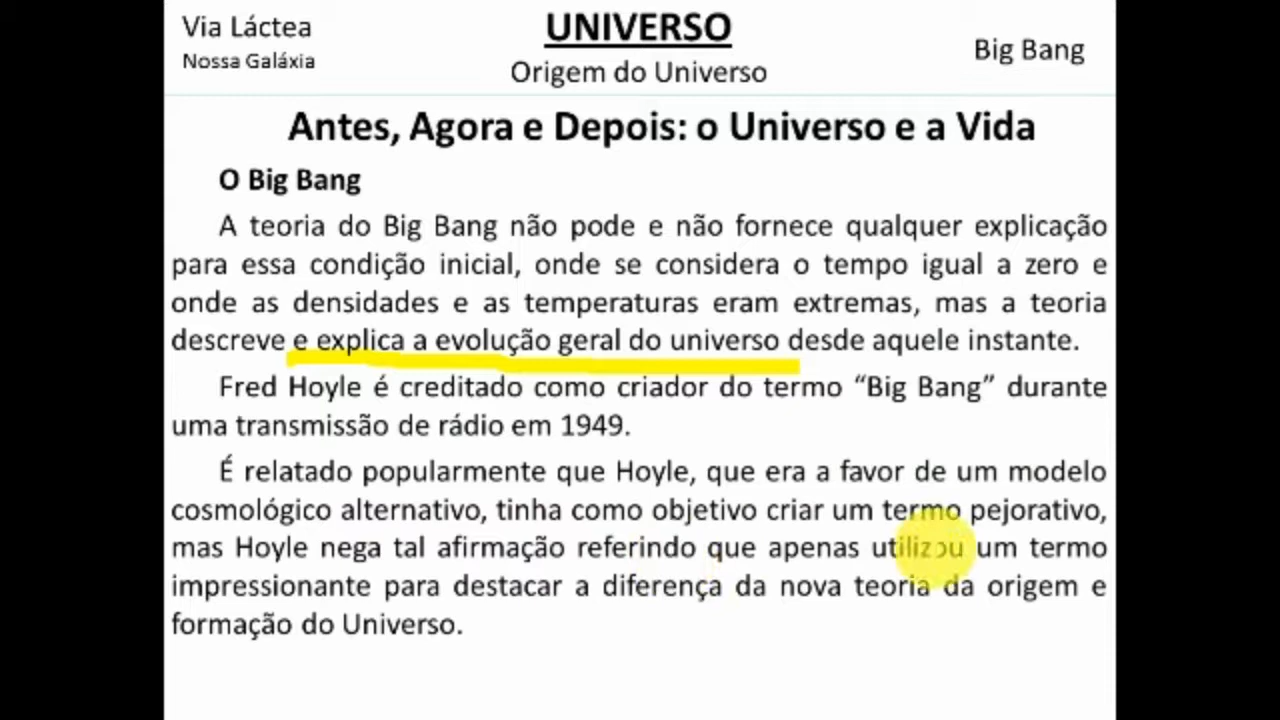 Via Láctea
Nossa Galáxia
UNIVERSO
Origem do Universo
Big Bang
Antes, Agora e Depois: o Universo e a Vida
O Big Bang
A teoria do Big Bang não pode e não fornece qualquer explicação
para essa condição inicial, onde se considera o tempo igual a zero e
onde as densidades e as temperaturas eram extremas, mas a teoria
descreve e explica a evolução geral do universo desde aquele instante.
Fred Hoyle é creditado como criador do termo “Big Bang” durante
uma transmissão de rádio em 1949.
É relatado popularmente que Hoyle, que era a favor de um modelo
cosmológico alternativo, tinha como objetivo criar um termo pejorativo,
mas Hoyle nega tal afirmação referindo que apenas utilizou um termo
impressionante para destacar a diferença da nova teoria da origem e
formação do Universo.